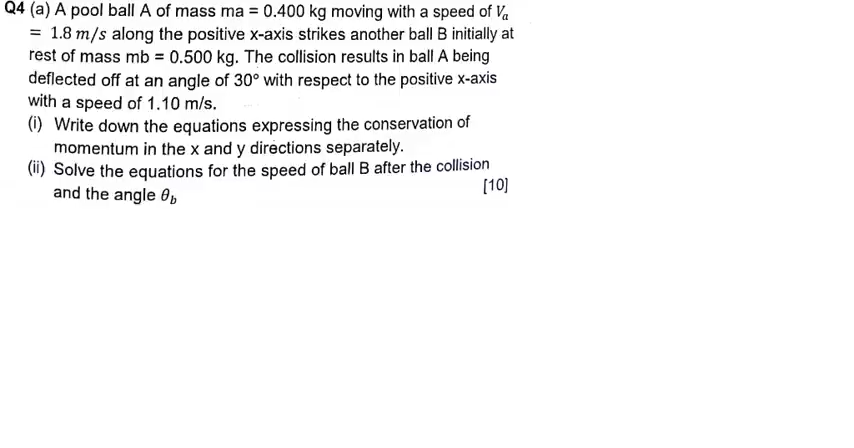 Q4 (a) A pool ball A of mass ma = 0.400 kg moving with a speed of Vₐ
= 1.8 m/s along the positive x-axis strikes another ball B initially at
rest of mass mb = 0.500 kg. The collision results in ball A being
deflected off at an angle of 30° with respect to the positive x-axis
with a speed of 1.10 m/s.
(i) Write down the equations expressing the conservation of
momentum in the x and y directions separately.
(ii) Solve the equations for the speed of ball B after the collision
and the angle θb [10]